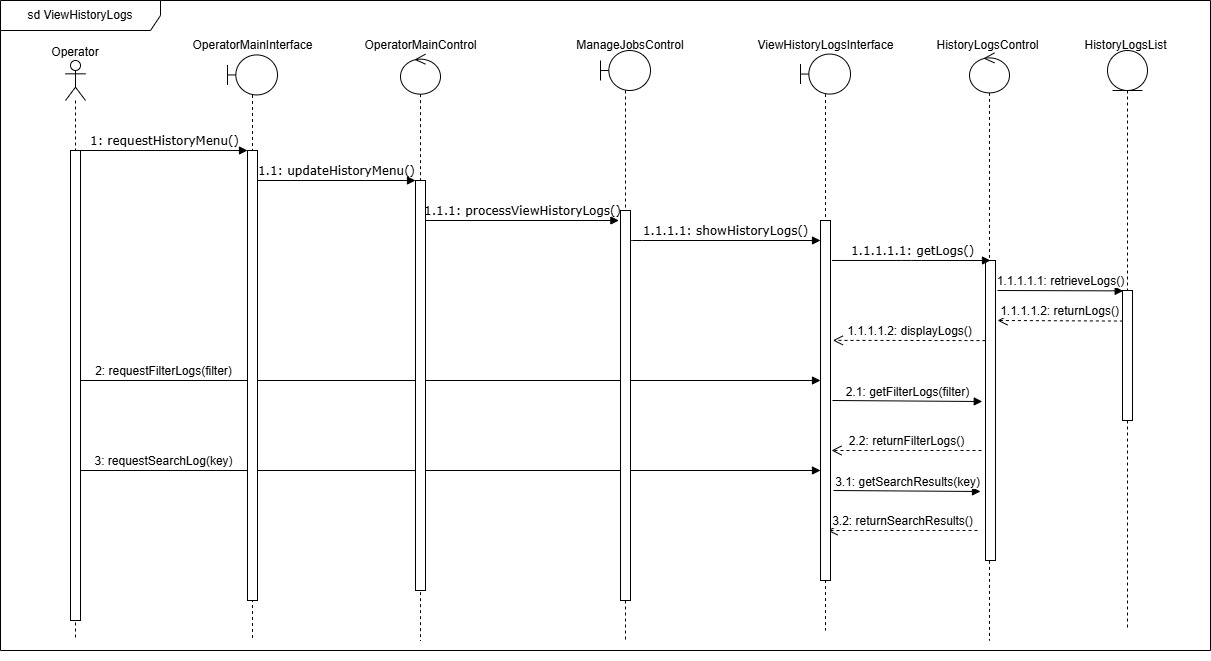 sd ViewHistoryLogs
Operator
OperatorMainInterface
OperatorMainControl
ManageJobsControl
ViewHistoryLogsInterface
HistoryLogsControl
HistoryLogsList
1: requestHistoryMenu()
1.1: updateHistoryMenu()
1.1.1: processViewHistoryLogs()
1.1.1.1: showHistoryLogs()
1.1.1.1.1: getLogs()
1.1.1.1.1: retrieveLogs()
1.1.1.1.2: returnLogs()
1.1.1.1.2: displayLogs()
2: requestFilterLogs(filter)
2.1: getFilterLogs(filter)
2.2: returnFilterLogs()
3: requestSearchLog(key)
3.1: getSearchResults(key)
3.2: returnSearchResults()